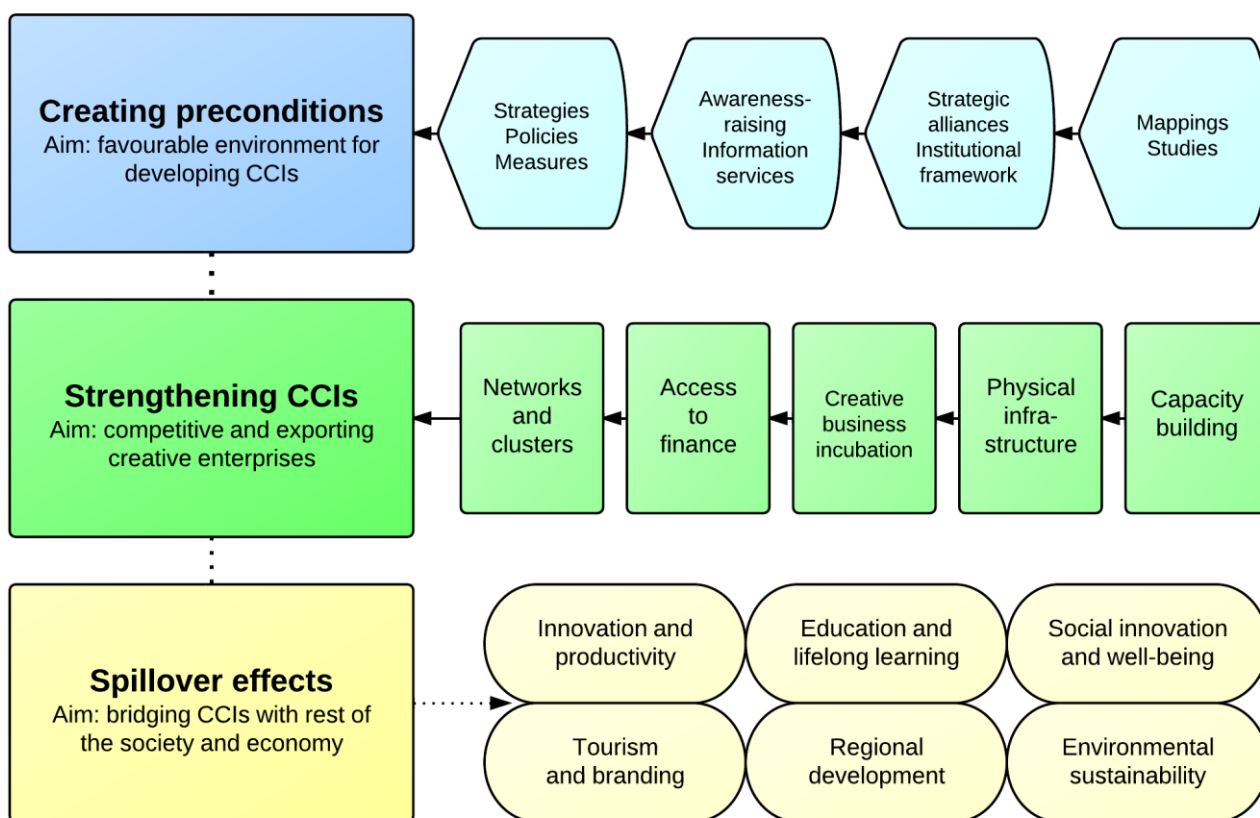 Creating preconditions
Aim: favourable environment for
developing CCIs
Strategies
Policies
Measures
Awareness-
raising
Information
services
Strategic
alliances
Institutional
framework
Mappings
Studies
Strengthening CCIs
Aim: competitive and exporting
creative enterprises
Networks
and
clusters
Access
to
finance
Creative
business
incubation
Physical
infra-
structure
Capacity
building
Spillover effects
Aim: bridging CCIs with rest of
the society and economy
Innovation and
productivity
Education and
lifelong learning
Social innovation
and well-being
Tourism
and branding
Regional
development
Environmental
sustainability